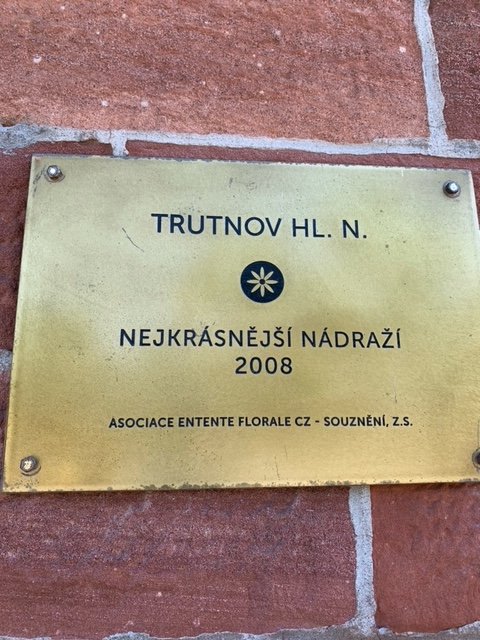 TRUTNOV HL. N.
NEJKRÁSNĚJŠÍ NÁDRAŽÍ
2008
ASOCIACE ENTENTE FLORALE CZ - SOUZNĚNÍ, Z.S.